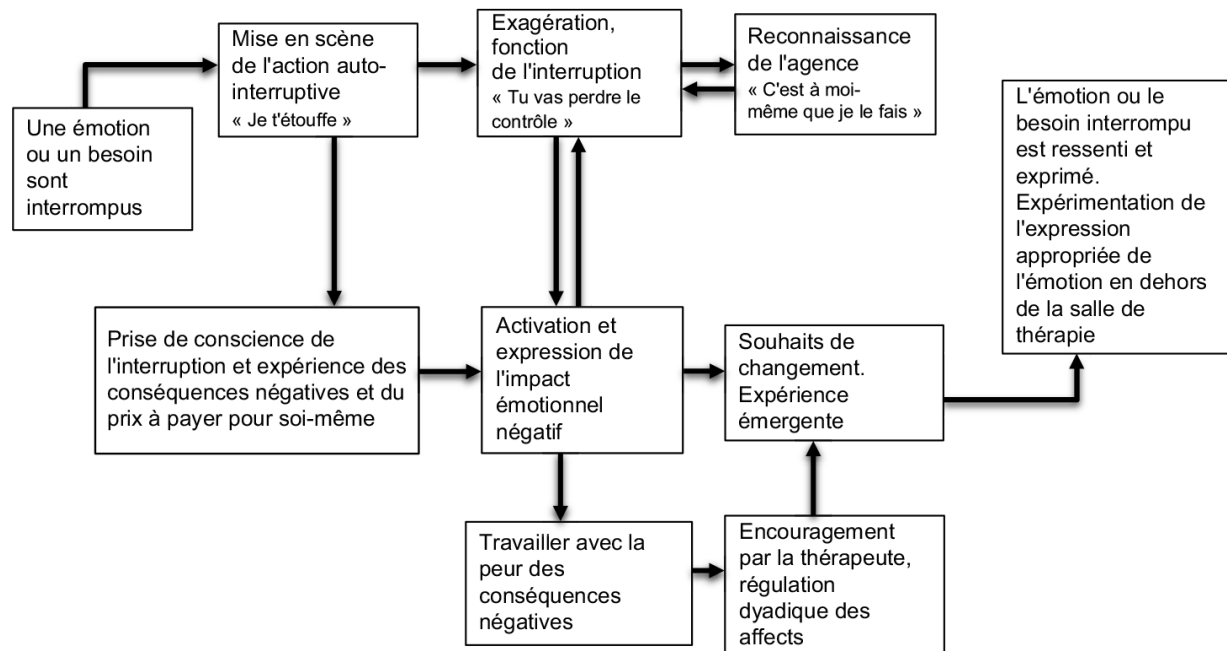 Une émotion
ou un besoin
sont
interrompus
Mise en scène
de l'action auto-
interruptive
« Je t'étouffe »
Exagération,
fonction
de l'interruption
« Tu vas perdre le
contrôle »
Reconnaissance
de l'agence
« C'est à moi-
même que je le fais »
L'émotion ou le
besoin interrompu
est ressenti et
exprimé.
Expérimentation de
l'expression
appropriée de
l'émotion en dehors
de la salle de
thérapie
Prise de conscience de
l'interruption et expérience des
conséquences négatives et du
prix à payer pour soi-même
Activation et
expression de
l'impact
émotionnel
négatif
Souhaits de
changement.
Expérience
émergente
Travailler avec la
peur des
conséquences
négatives
Encouragement
par la thérapeute,
régulation
dyadique des
affects